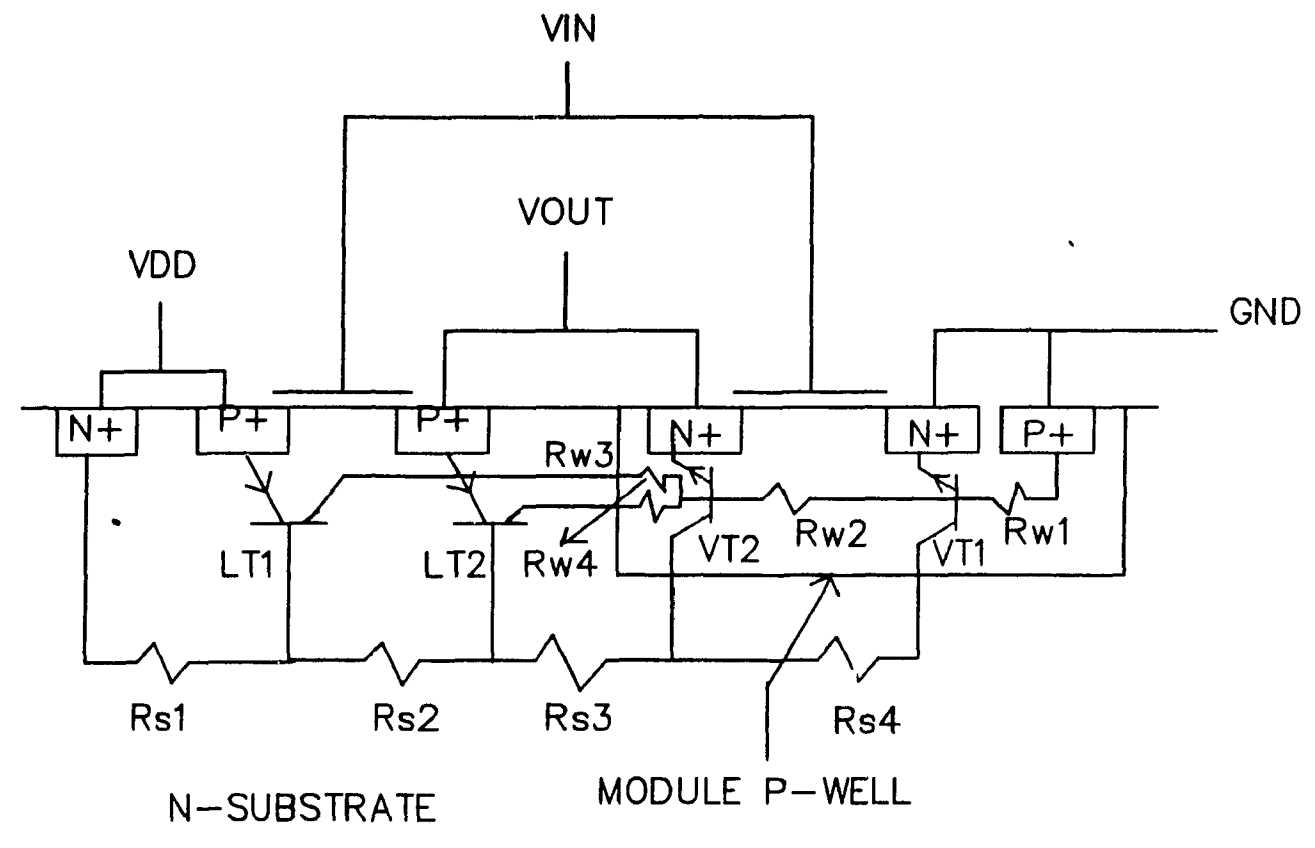 VIN
VOUT
VDD
GND
N+
P+
P+
N+
N+
P+
Rw3
LT1
LT2
Rw4
VT2
Rw2
VT1
Rw1
Rs1
Rs2
Rs3
Rs4
MODULE P-WELL
N-SUBSTRATE